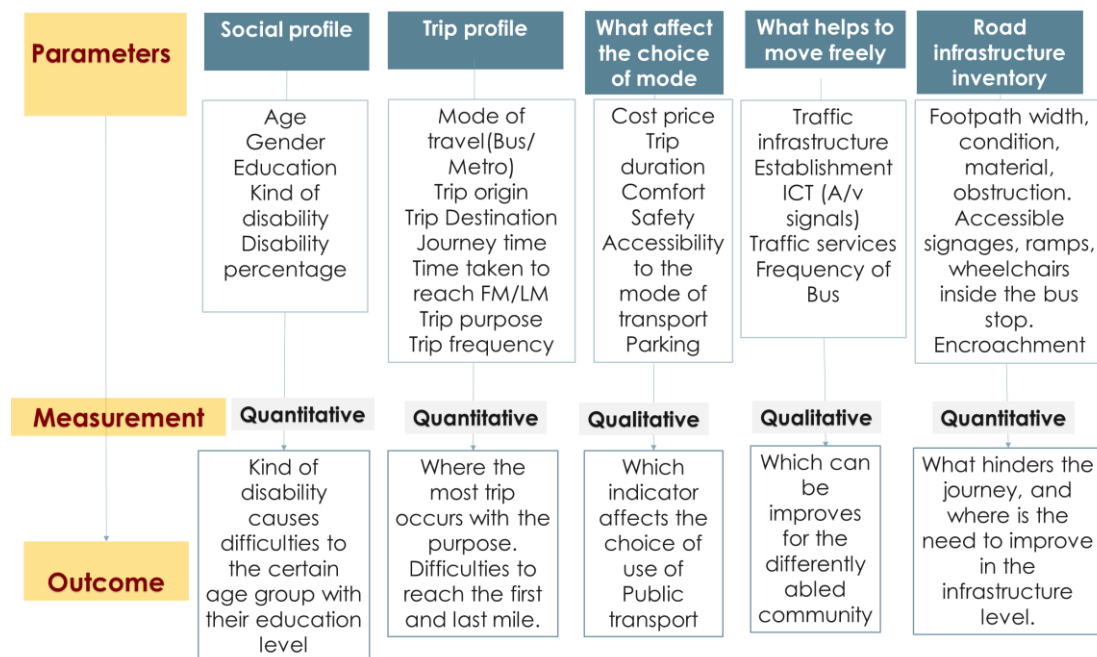 Parameters
Social profile
Age
Gender
Education
Kind of
disability
Disability
percentage
Trip profile
Mode of
travel(Bus/
Metro)
Trip origin
Trip Destination
Journey time
Time taken to
reach FM/LM
Trip purpose
Trip frequency
What affect
the choice
of mode
Cost price
Trip
duration
Comfort
Safety
Accessibility
to the
mode of
transport
Parking
What helps to
move freely
Traffic
infrastructure
Establishment
ICT (A/v
signals)
Traffic services
Frequency of
Bus
Road
infrastructure
inventory
Footpath width,
condition,
material,
obstruction.
Accessible
signages, ramps,
wheelchairs
inside the bus
stop.
Encroachment
Measurement
Quantitative
Quantitative
Qualitative
Qualitative
Quantitative
Outcome
Kind of
disability
causes
difficulties to
the certain
age group with
their education
level
Where the
most trip
occurs with the
purpose.
Difficulties to
reach the first
and last mile.
Which
indicator
affects the
choice of
use of
Public
transport
Which can
be
improves
for the
differently
abled
community
What hinders the
journey, and
where is the
need to improve
in the
infrastructure
level.